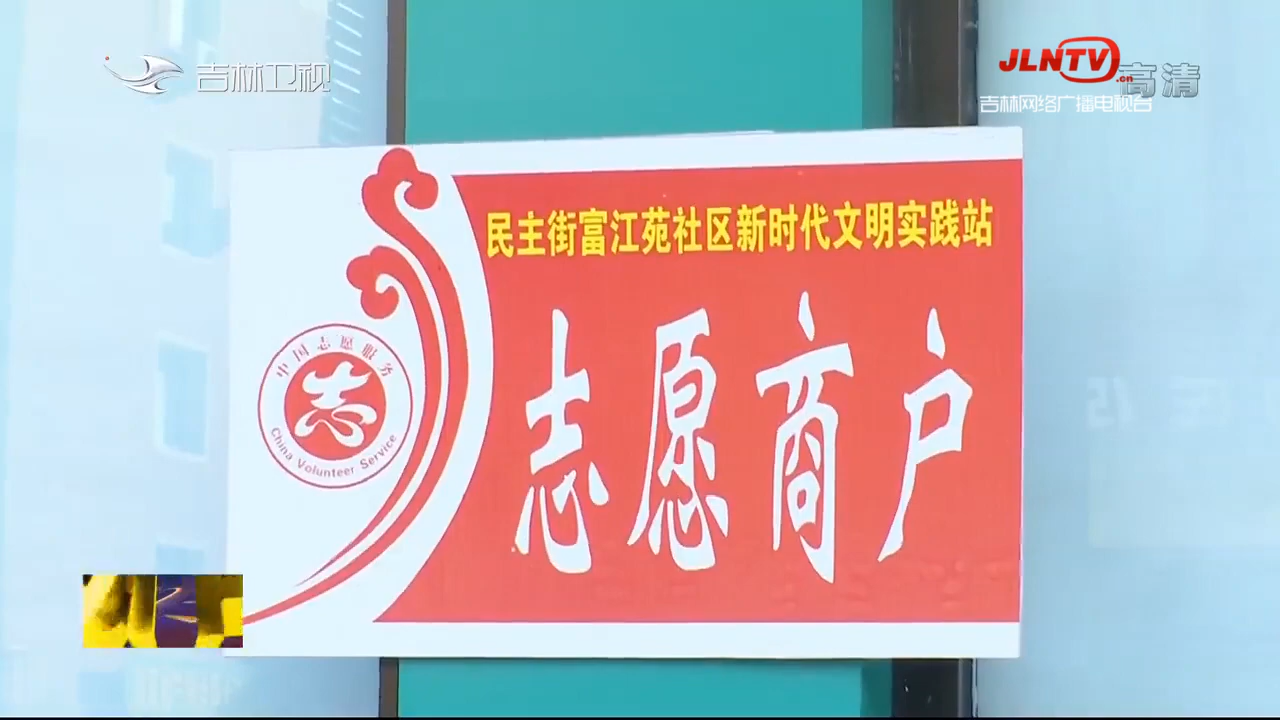 吉林卫视
JLNTV.cn
高清
吉林网络广播电视台
民主街富江苑社区新时代文明实践站
志愿商户
中国志愿服务
志
China Volunteer Service